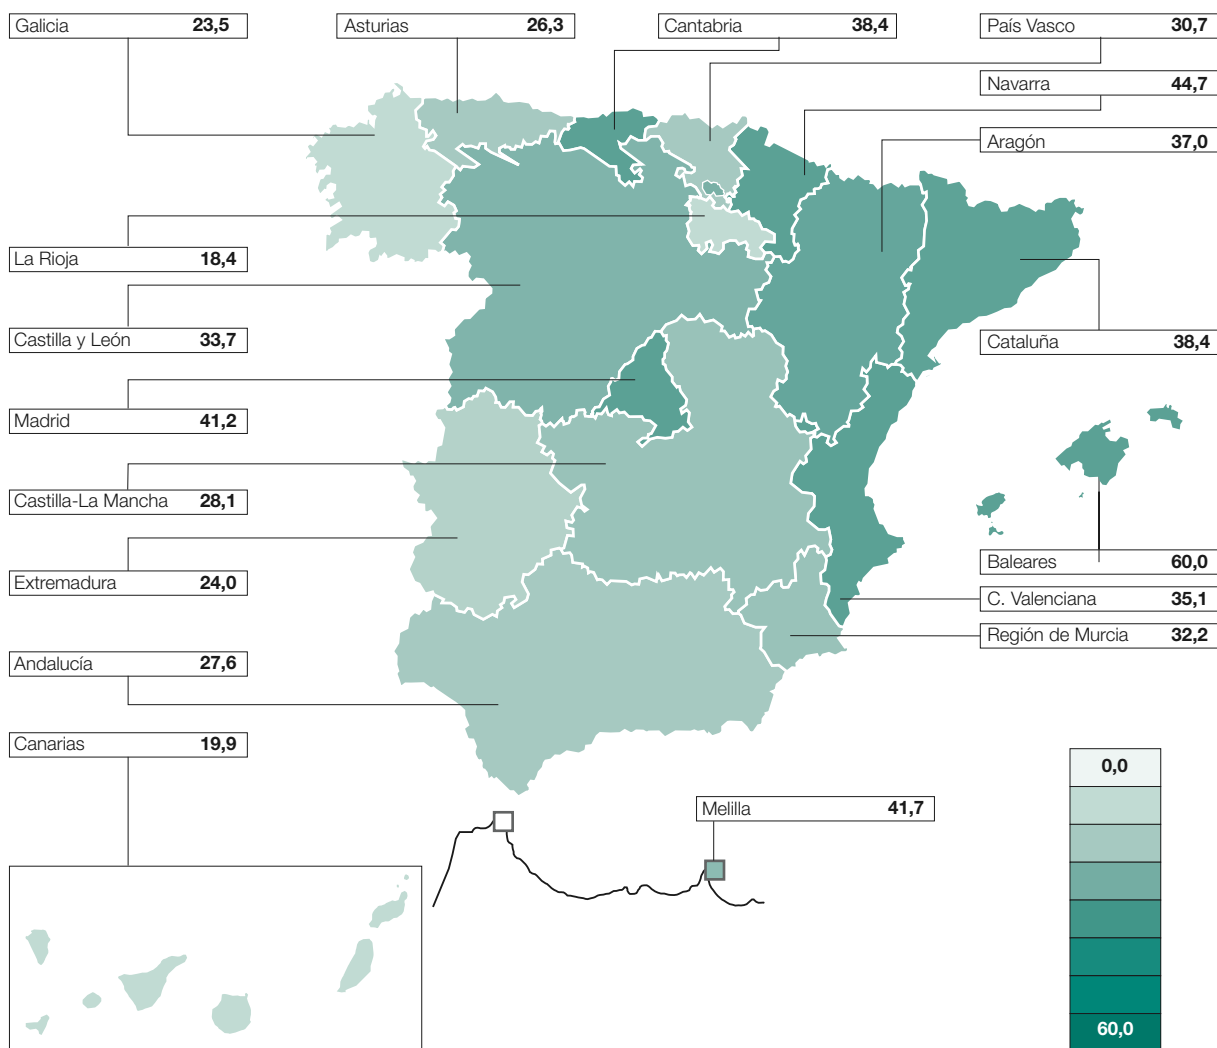 Galicia 23,5
Asturias 26,3
Cantabria 38,4
País Vasco 30,7
Navarra 44,7
Aragón 37,0
La Rioja 18,4
Castilla y León 33,7
Cataluña 38,4
Madrid 41,2
Castilla-La Mancha 28,1
Extremadura 24,0
Baleares 60,0
C. Valenciana 35,1
Región de Murcia 32,2
Andalucía 27,6
Canarias 19,9
Melilla 41,7
0,0
60,0